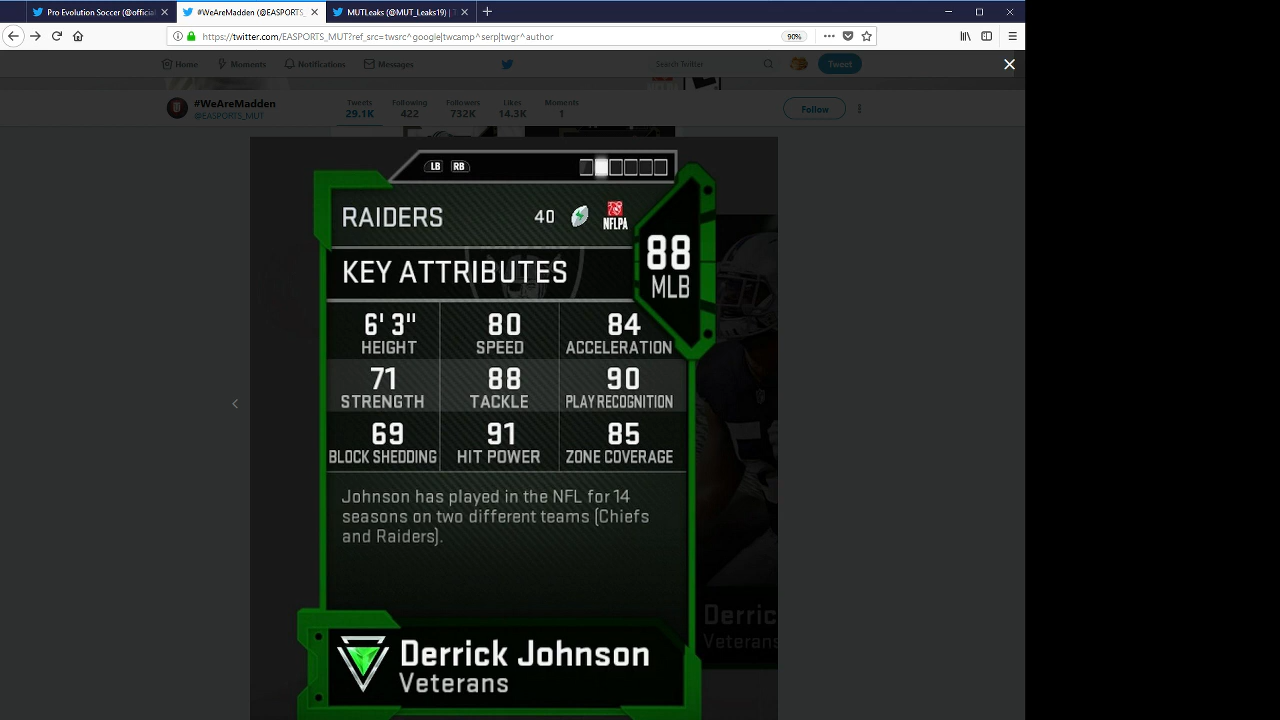 Pro Evolution Soccer (@official
#WeAreMadden (@EASPORTS_
MUTLeaks (@MUT_Leaks19) | T
https://twitter.com/EASPORTS_MUT?ref_src=twsrc^google|twcamp^serp|twgr^author
90%
Home Moments Notifications Messages Search Twitter Tweet
#WeAreMadden
@EASPORTS_MUT
Tweets Following Followers Likes Moments
29.1K 422 732K 14.3K 1
Follow
LB RB
RAIDERS 40 NFLPA
88
MLB
KEY ATTRIBUTES
6' 3" 80 84
HEIGHT SPEED ACCELERATION
71 88 90
STRENGTH TACKLE PLAY RECOGNITION
69 91 85
BLOCK SHEDDING HIT POWER ZONE COVERAGE
Johnson has played in the NFL for 14
seasons on two different teams (Chiefs
and Raiders).
Derrick Johnson
Veterans
Derric
Veterans